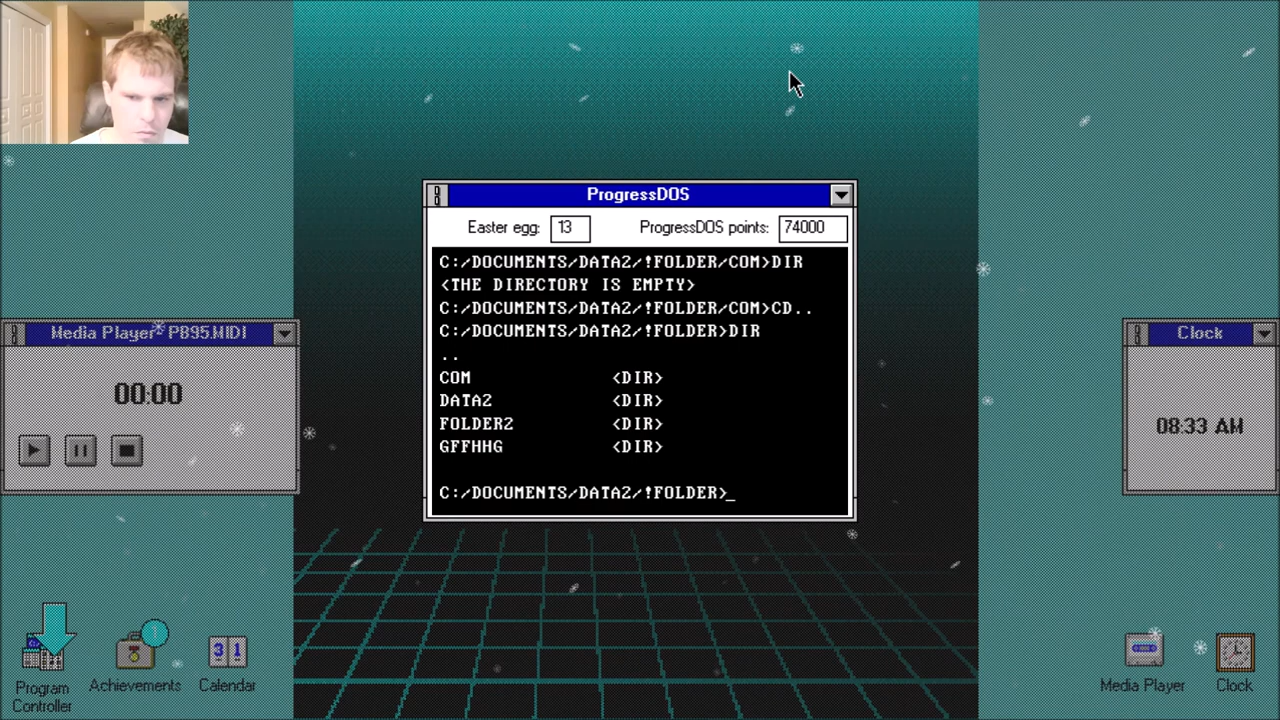 ProgressDOS
Easter egg: 13 ProgressDOS points: 74000
C:/DOCUMENTS/DATA2/!FOLDER/COM>DIR
<THE DIRECTORY IS EMPTY>
C:/DOCUMENTS/DATA2/!FOLDER/COM>CD..
C:/DOCUMENTS/DATA2/!FOLDER>DIR
..
COM <DIR>
DATA2 <DIR>
FOLDER2 <DIR>
GFFHHG <DIR>
C:/DOCUMENTS/DATA2/!FOLDER>_
Media Player- PB95.MIDI
00:00
Clock
08:33 AM
Program
Controller
Achievements
1
31
Calendar
Media Player
Clock